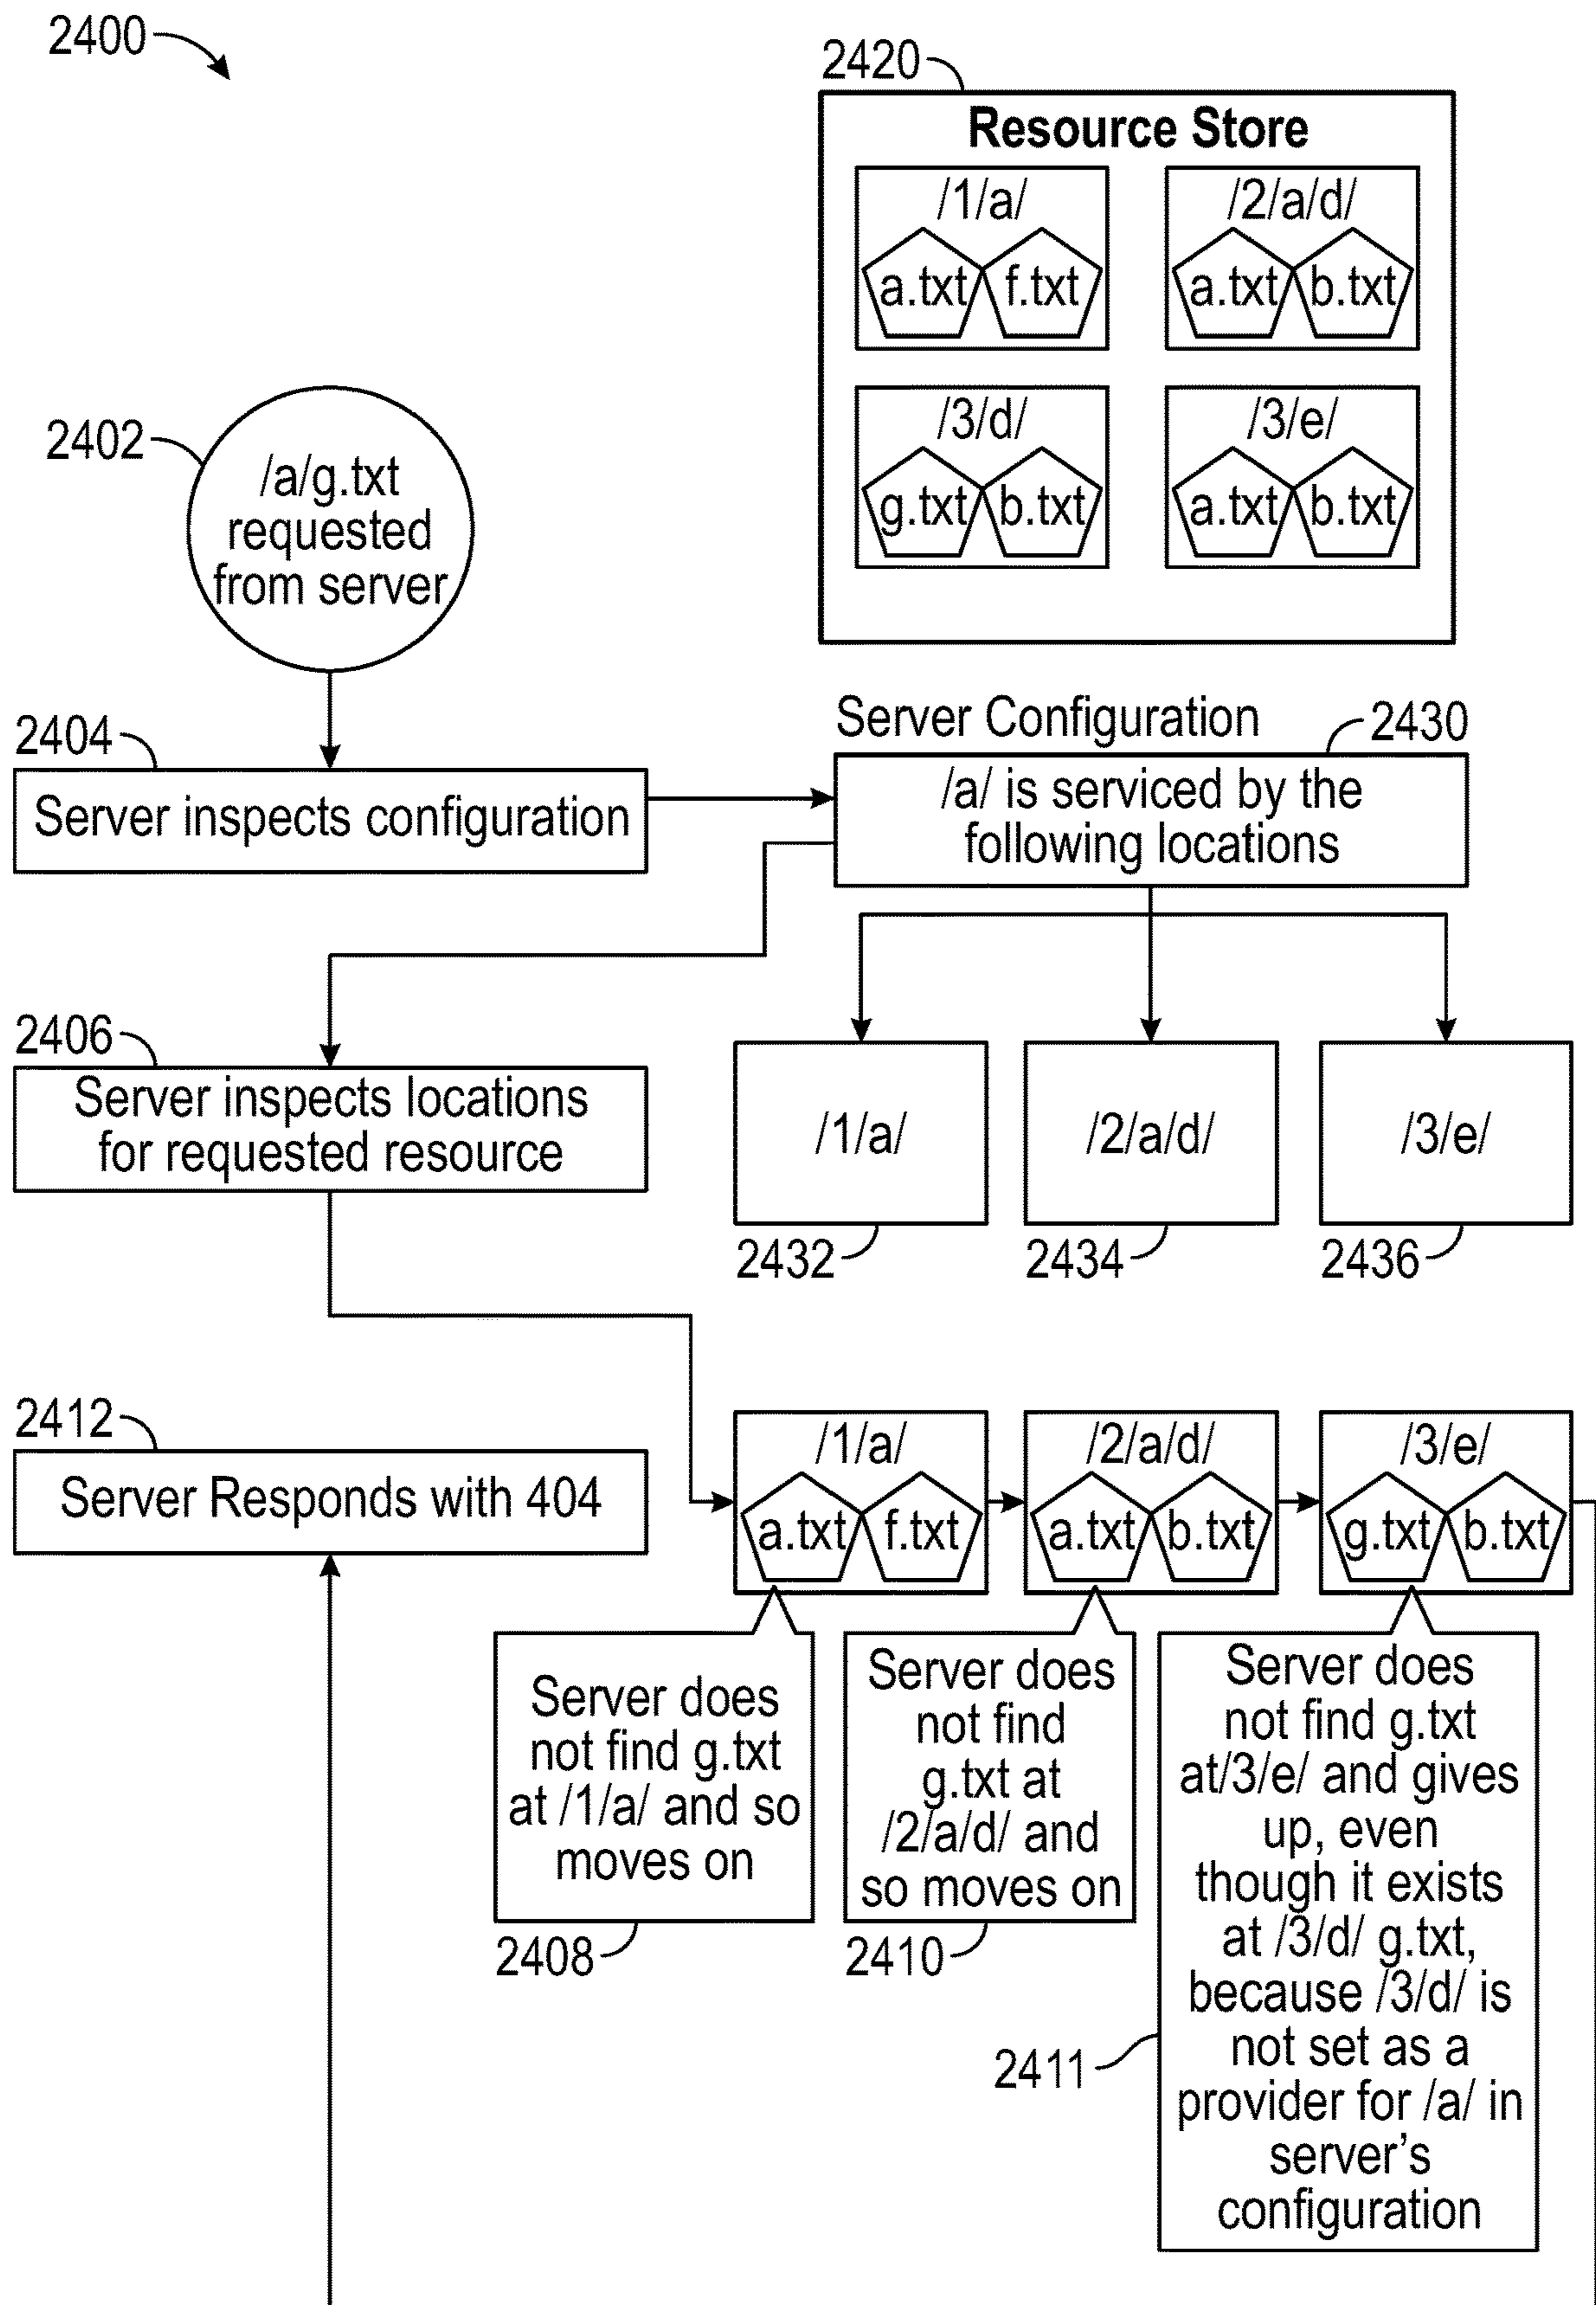 2400
2420
Resource Store
/1/a/
a.txt f.txt
/2/a/d/
a.txt b.txt
/3/d/
g.txt b.txt
/3/e/
a.txt b.txt
2402
/a/g.txt
requested
from server
2404
Server inspects configuration
Server Configuration
2430
/a/ is serviced by the
following locations
2406
Server inspects locations
for requested resource
/1/a/
2432
/2/a/d/
2434
/3/e/
2436
2412
Server Responds with 404
/1/a/
a.txt f.txt
/2/a/d/
a.txt b.txt
/3/e/
g.txt b.txt
Server does
not find g.txt
at /1/a/ and so
moves on
2408
Server does
not find
g.txt at
/2/a/d/ and
so moves on
2410
Server does
not find g.txt
at/3/e/ and gives
up, even
though it exists
at /3/d/ g.txt,
because /3/d/ is
not set as a
provider for /a/ in
server's
configuration
2411